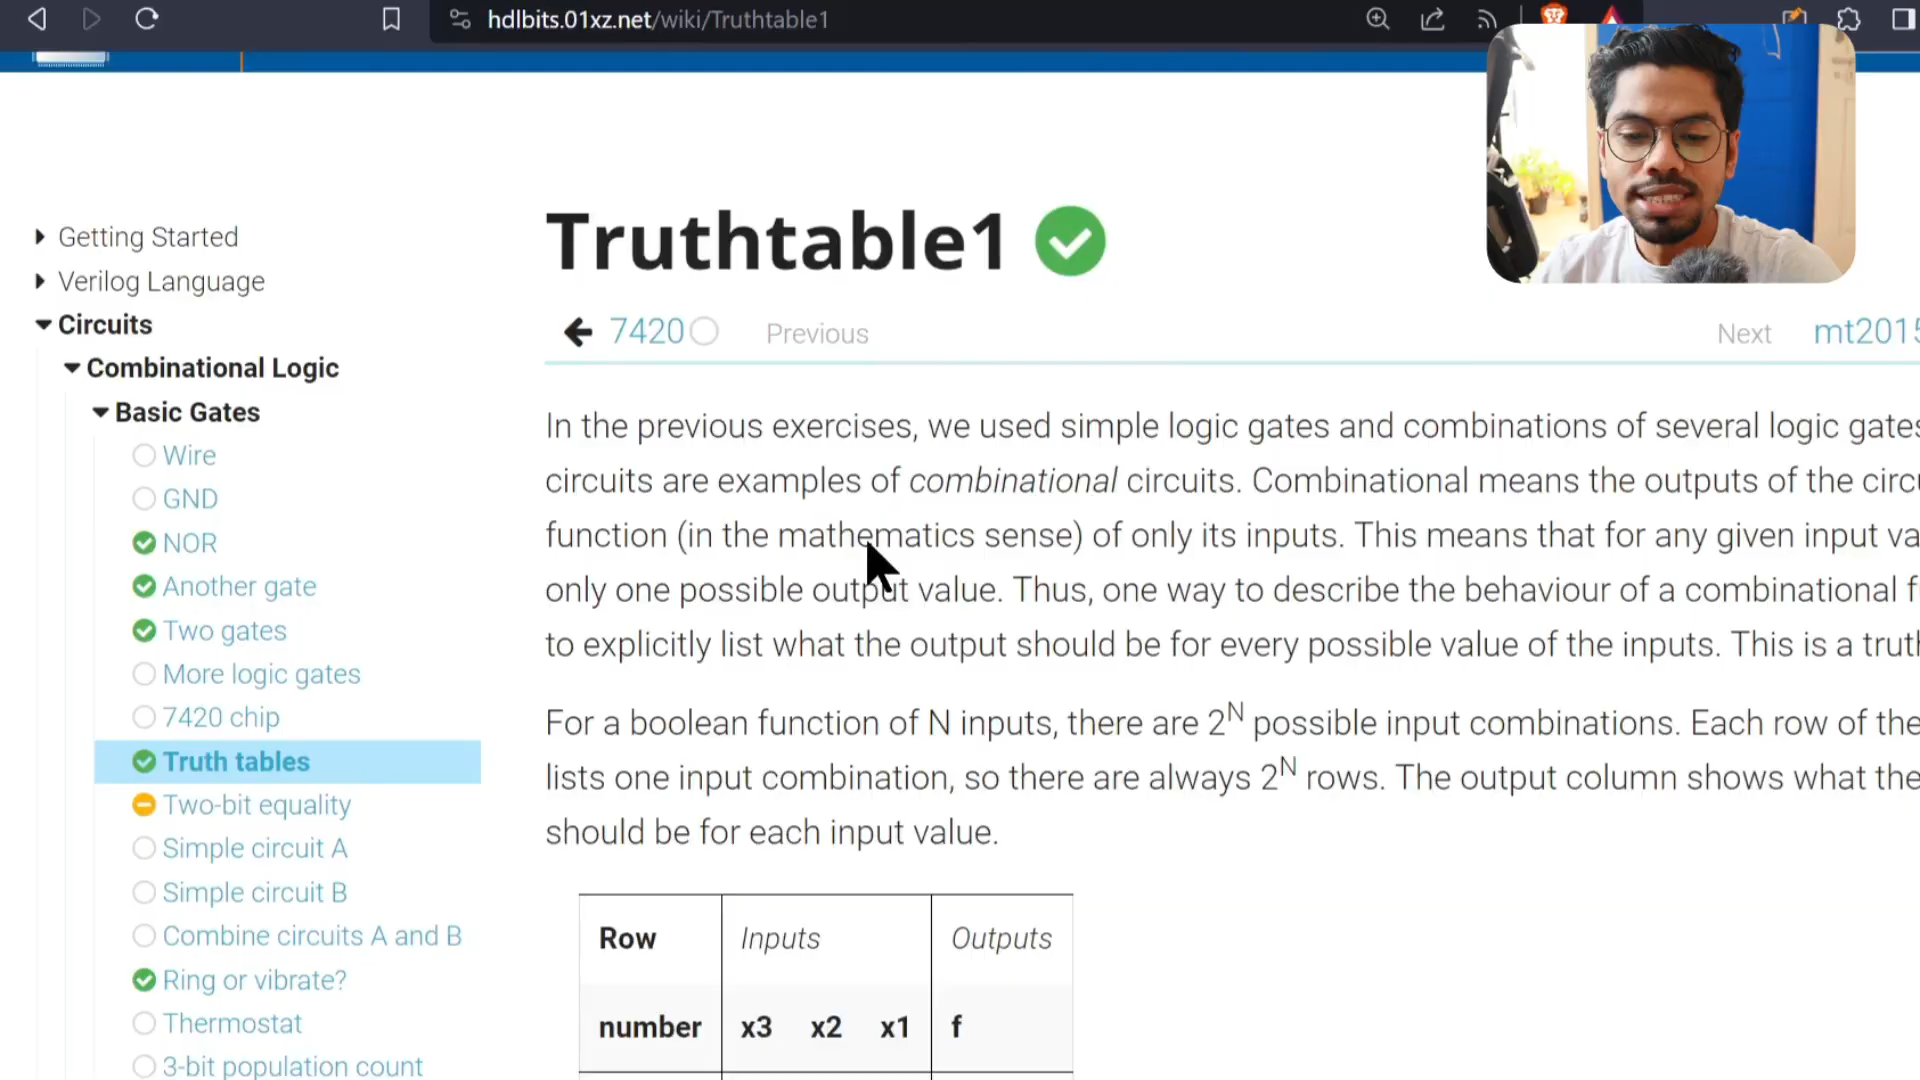 hdlbits.01xz.net/wiki/Truthtable1
Getting Started
Verilog Language
Circuits
Combinational Logic
Basic Gates
Wire
GND
NOR
Another gate
Two gates
More logic gates
7420 chip
Truth tables
Two-bit equality
Simple circuit A
Simple circuit B
Combine circuits A and B
Ring or vibrate?
Thermostat
3-bit population count
Truthtable1
7420 Previous
Next mt2015
In the previous exercises, we used simple logic gates and combinations of several logic gates
circuits are examples of combinational circuits. Combinational means the outputs of the circu
function (in the mathematics sense) of only its inputs. This means that for any given input va
only one possible output value. Thus, one way to describe the behaviour of a combinational f
to explicitly list what the output should be for every possible value of the inputs. This is a trut
For a boolean function of N inputs, there are 2^N possible input combinations. Each row of the
lists one input combination, so there are always 2^N rows. The output column shows what the
should be for each input value.
Row Inputs Outputs
number x3 x2 x1 f